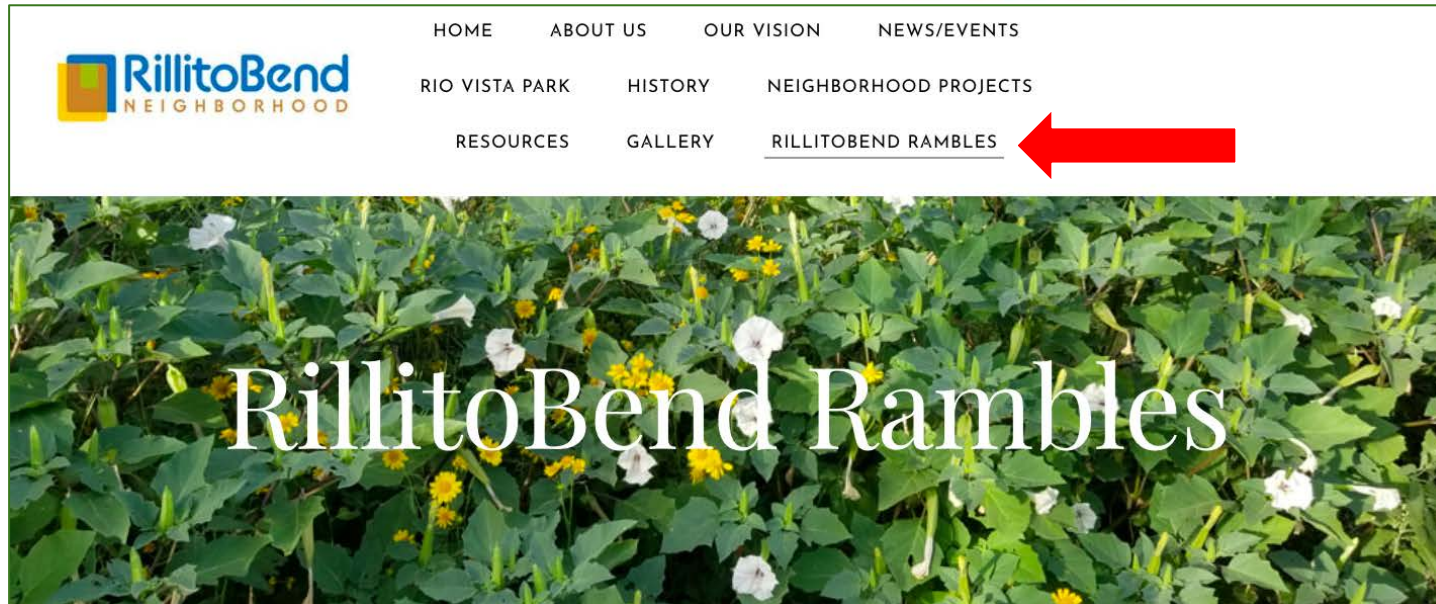 HOME ABOUT US OUR VISION NEWS/EVENTS
RillitoBend
NEIGHBORHOOD
RIO VISTA PARK HISTORY NEIGHBORHOOD PROJECTS
RESOURCES GALLERY RILLITOBEND RAMBLES
RillitoBend Rambles